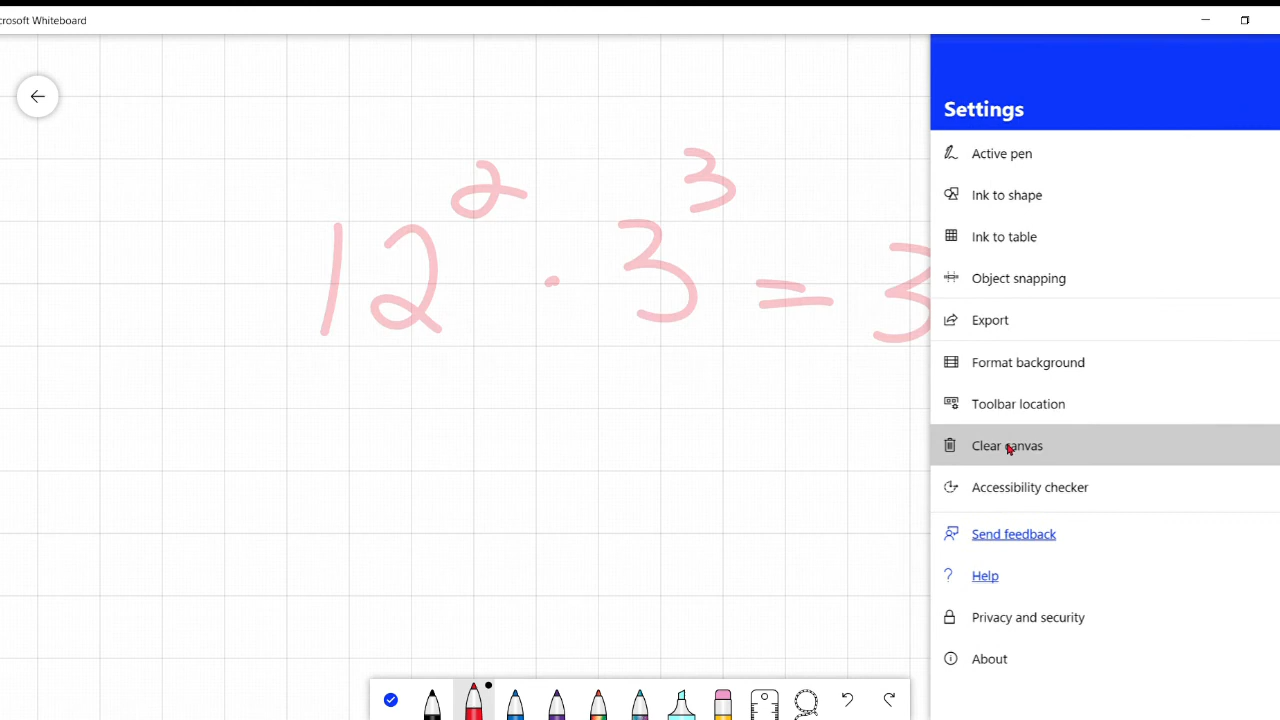 crosoft Whiteboard
Settings
12² · 3³ = 3
Active pen
Ink to shape
Ink to table
Object snapping
Export
Format background
Toolbar location
Clear canvas
Accessibility checker
Send feedback
? Help
Privacy and security
About